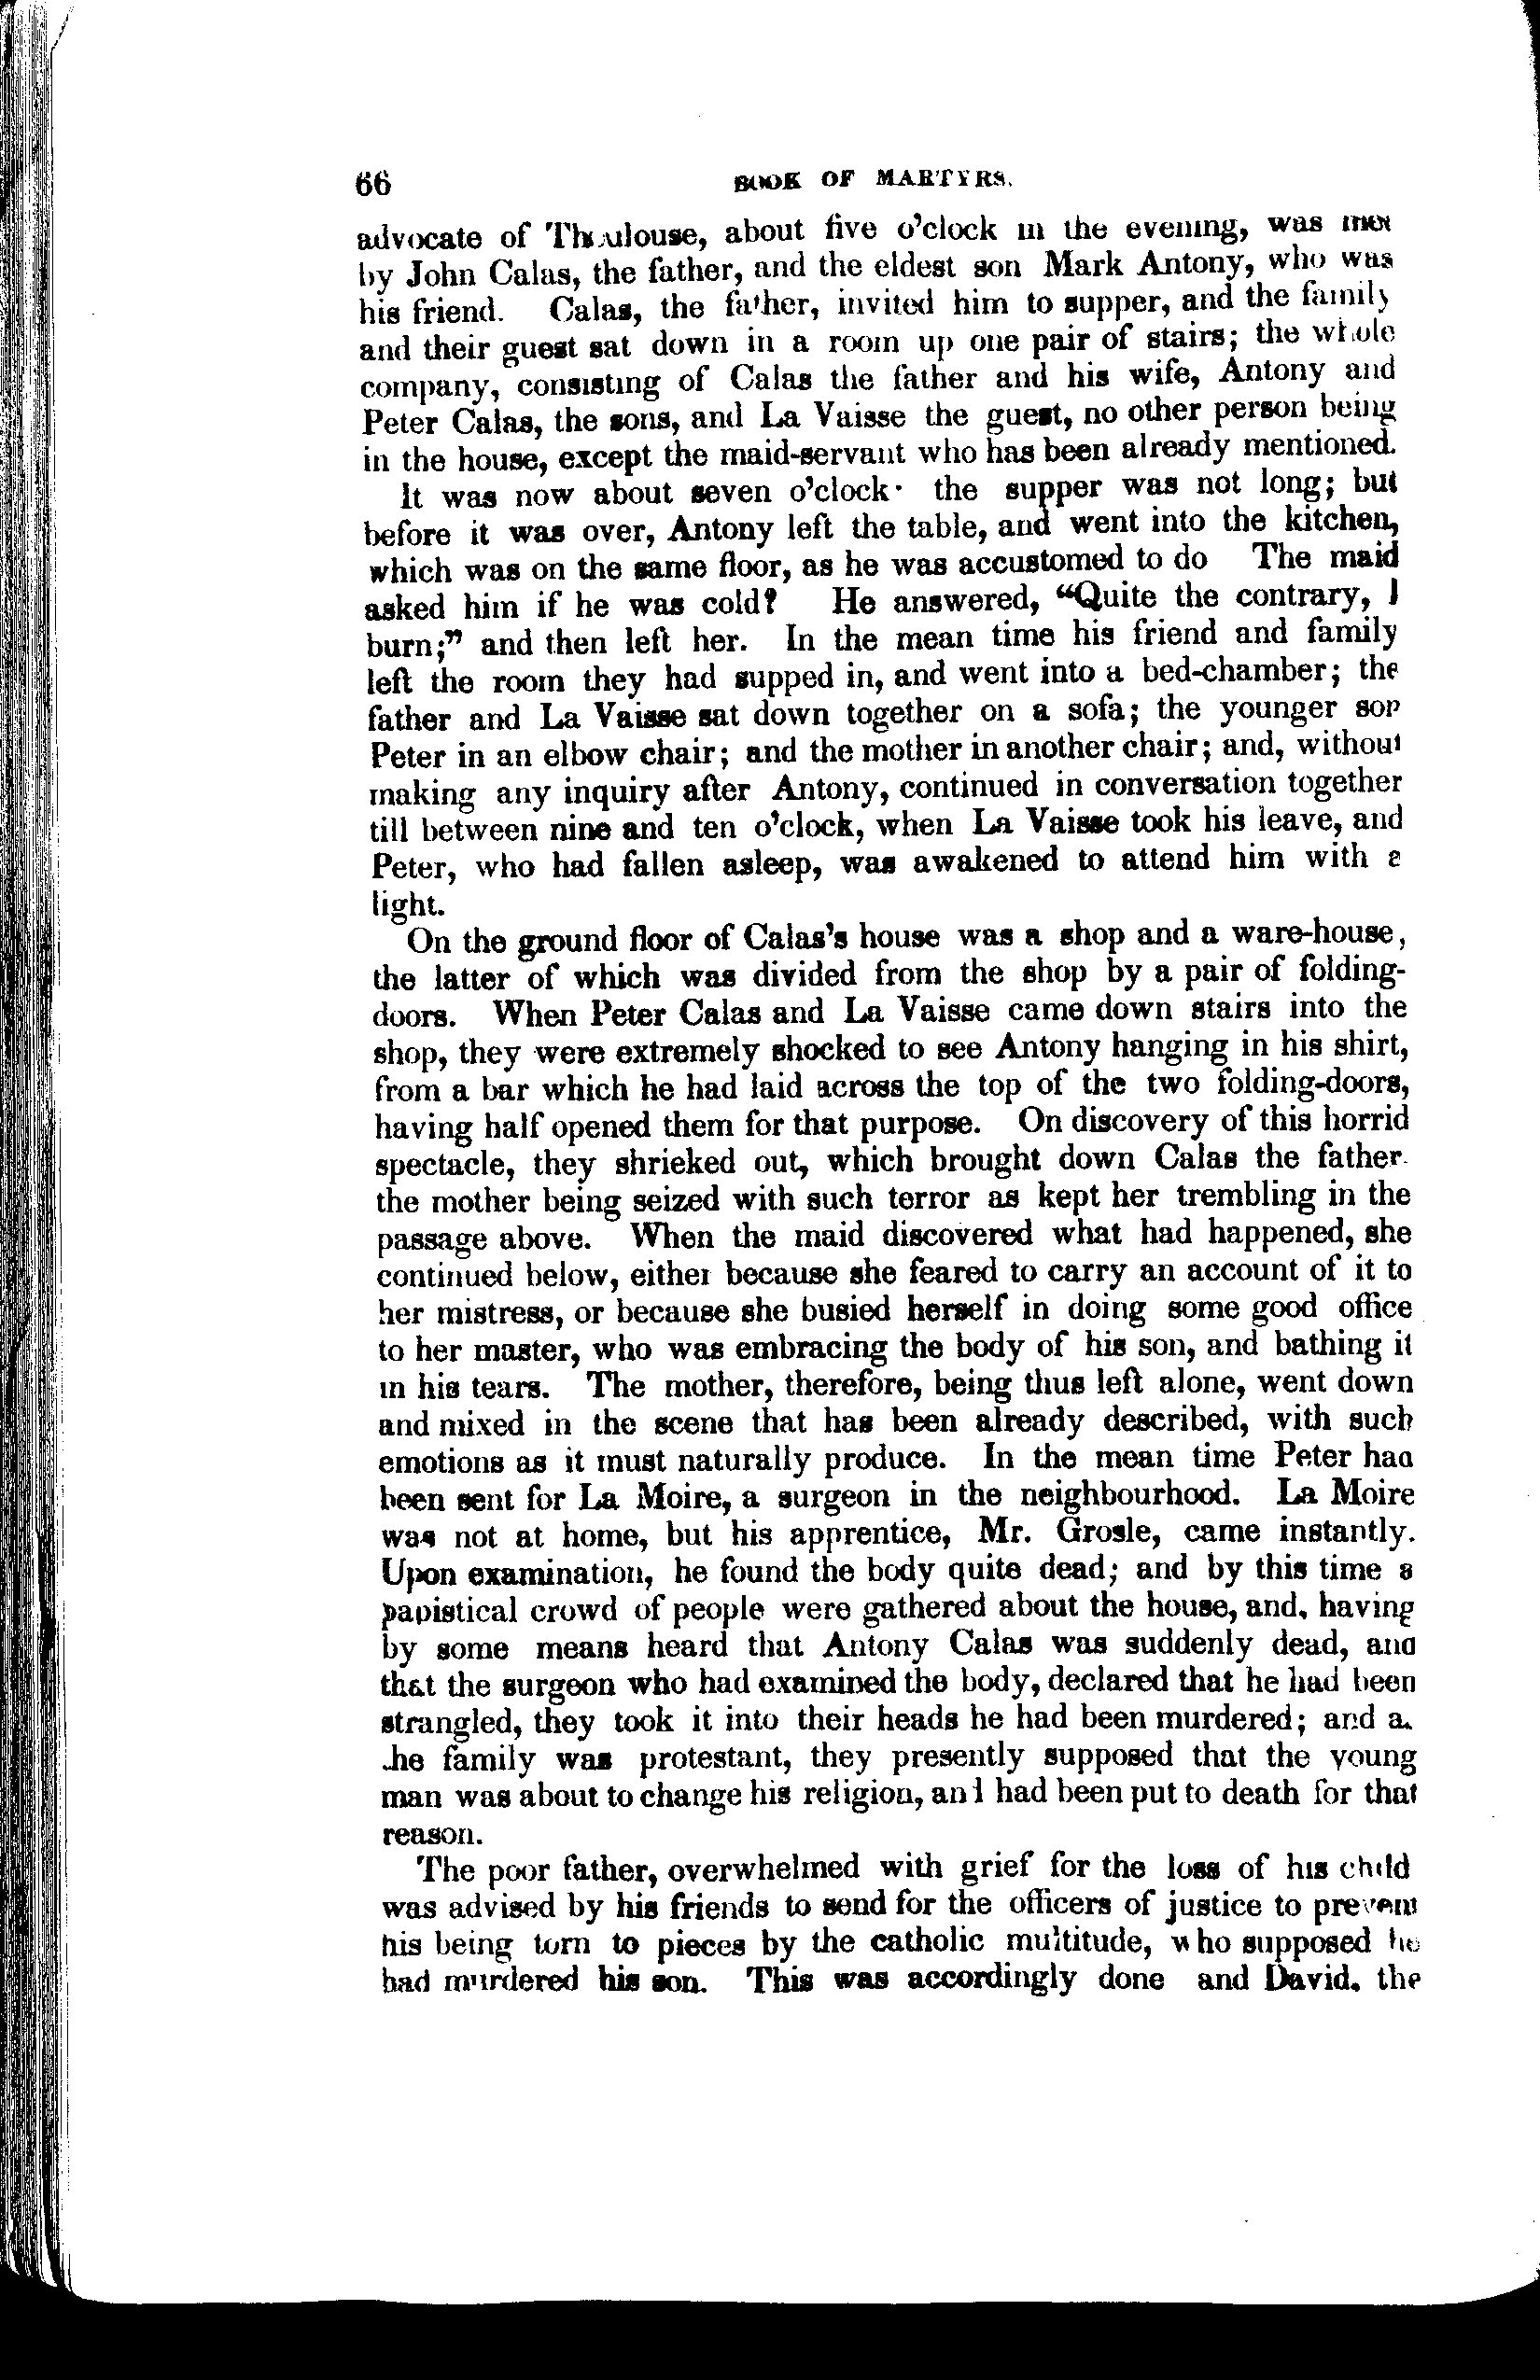 66 BOOK OF MARTYRS.
advocate of Thoulouse, about five o'clock in the evening, was met
by John Calas, the father, and the eldest son Mark Antony, who was
his friend. Calas, the father, invited him to supper, and the family
and their guest sat down in a room up one pair of stairs; the whole
company, consisting of Calas the father and his wife, Antony and
Peter Calas, the sons, and La Vaisse the guest, no other person being
in the house, except the maid-servant who has been already mentioned.
It was now about seven o'clock· the supper was not long; but
before it was over, Antony left the table, and went into the kitchen,
which was on the same floor, as he was accustomed to do The maid
asked him if he was cold? He answered, "Quite the contrary, I
burn;" and then left her. In the mean time his friend and family
left the room they had supped in, and went into a bed-chamber; the
father and La Vaisse sat down together on a sofa; the younger son
Peter in an elbow chair; and the mother in another chair; and, without
making any inquiry after Antony, continued in conversation together
till between nine and ten o'clock, when La Vaisse took his leave, and
Peter, who had fallen asleep, was awakened to attend him with a
light.
On the ground floor of Calas's house was a shop and a ware-house,
the latter of which was divided from the shop by a pair of folding-
doors. When Peter Calas and La Vaisse came down stairs into the
shop, they were extremely shocked to see Antony hanging in his shirt,
from a bar which he had laid across the top of the two folding-doors,
having half opened them for that purpose. On discovery of this horrid
spectacle, they shrieked out, which brought down Calas the father.
the mother being seized with such terror as kept her trembling in the
passage above. When the maid discovered what had happened, she
continued below, either because she feared to carry an account of it to
her mistress, or because she busied herself in doing some good office
to her master, who was embracing the body of his son, and bathing it
in his tears. The mother, therefore, being thus left alone, went down
and mixed in the scene that has been already described, with such
emotions as it must naturally produce. In the mean time Peter had
been sent for La Moire, a surgeon in the neighbourhood. La Moire
was not at home, but his apprentice, Mr. Grosle, came instantly.
Upon examination, he found the body quite dead; and by this time a
papistical crowd of people were gathered about the house, and, having
by some means heard that Antony Calas was suddenly dead, and
that the surgeon who had examined the body, declared that he had been
strangled, they took it into their heads he had been murdered; and as
the family was protestant, they presently supposed that the young
man was about to change his religion, and had been put to death for that
reason.
The poor father, overwhelmed with grief for the loss of his child
was advised by his friends to send for the officers of justice to prevent
his being torn to pieces by the catholic multitude, who supposed he
had murdered his son. This was accordingly done and David, the